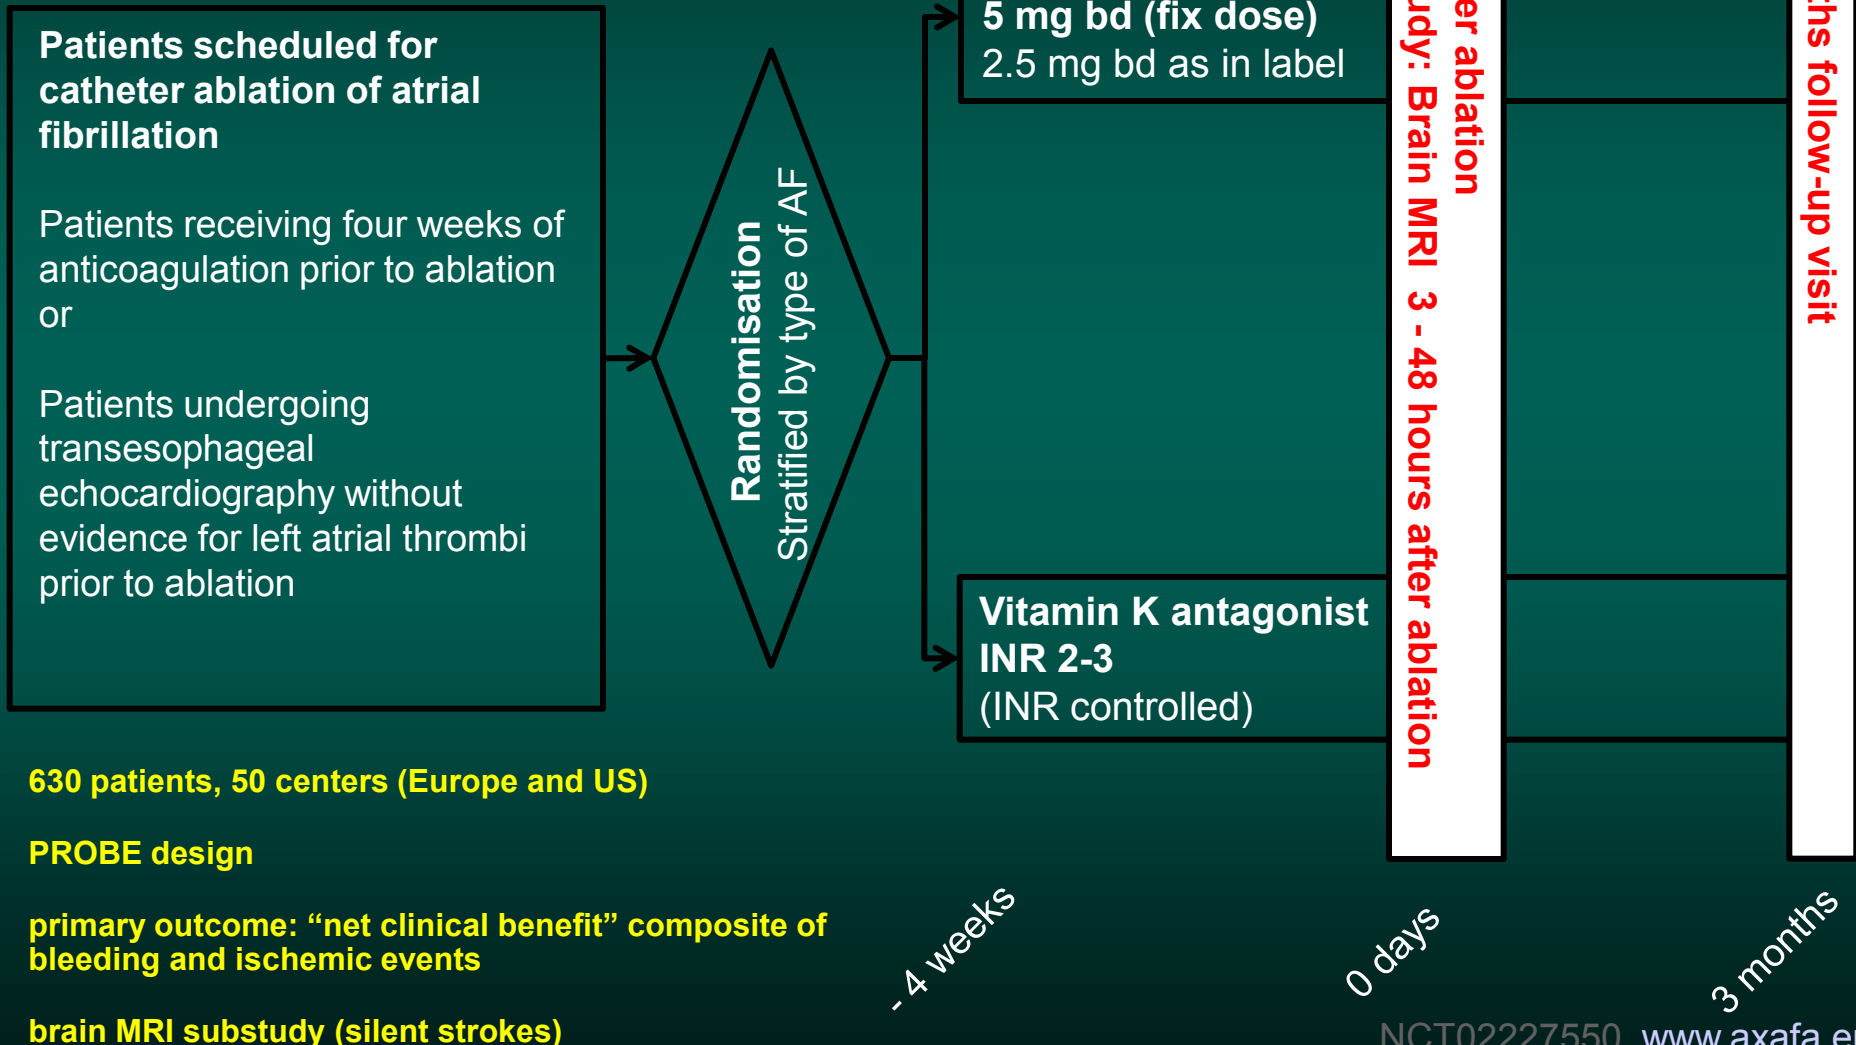 Patients scheduled for
catheter ablation of atrial
fibrillation
Patients receiving four weeks of
anticoagulation prior to ablation
or
Patients undergoing
transesophageal
echocardiography without
evidence for left atrial thrombi
prior to ablation
Randomisation
Stratified by type of AF
5 mg bd (fix dose)
2.5 mg bd as in label
Vitamin K antagonist
INR 2-3
(INR controlled)
ablation
Brain MRI 3 - 48 hours after ablation
follow-up visit
630 patients, 50 centers (Europe and US)
PROBE design
primary outcome: “net clinical benefit” composite of
bleeding and ischemic events
brain MRI substudy (silent strokes)
- 4 weeks
0 days
3 months
NCT02227550 www.axafa.e